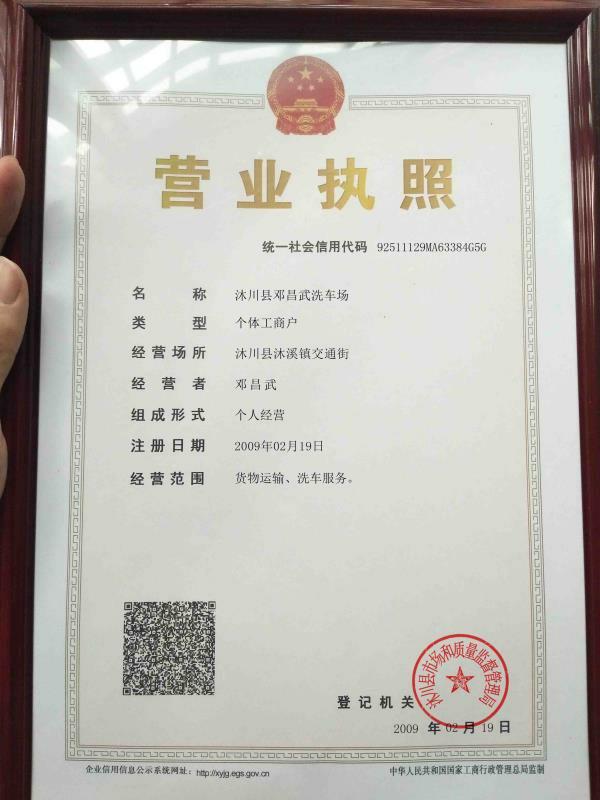 营业执照
统一社会信用代码 92511129MA63384G5G
名 称 沐川县邓昌武洗车场
类 型 个体工商户
经营场所 沐川县沐溪镇交通街
经 营 者 邓昌武
组成形式 个人经营
注册日期 2009年02月19日
经营范围 货物运输、洗车服务。
沐川县市场和质量监督管理局
登记机关
2009 年 02 月 19 日
企业信用信息公示系统网址：http://xyjg.egs.gov.cn
中华人民共和国国家工商行政管理总局监制